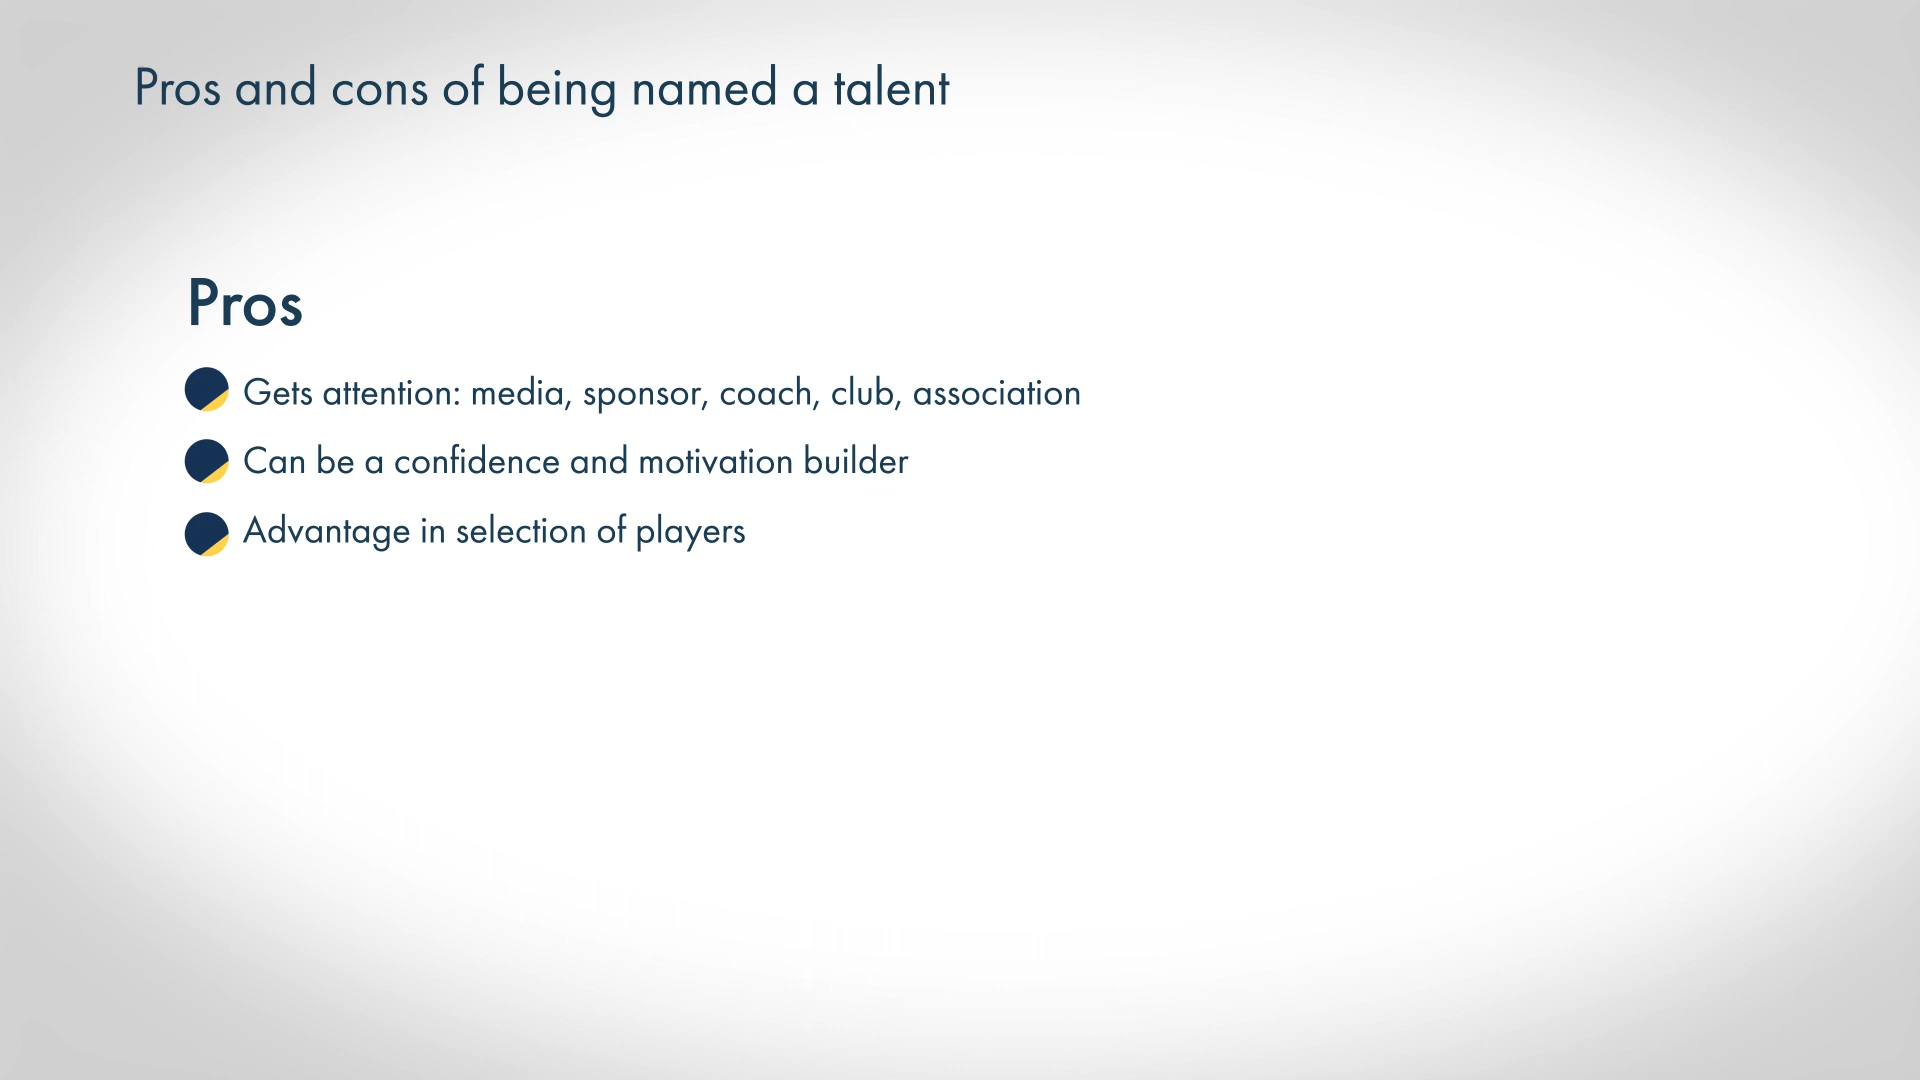 Pros and cons of being named a talent
Pros
Gets attention: media, sponsor, coach, club, association
Can be a confidence and motivation builder
Advantage in selection of players